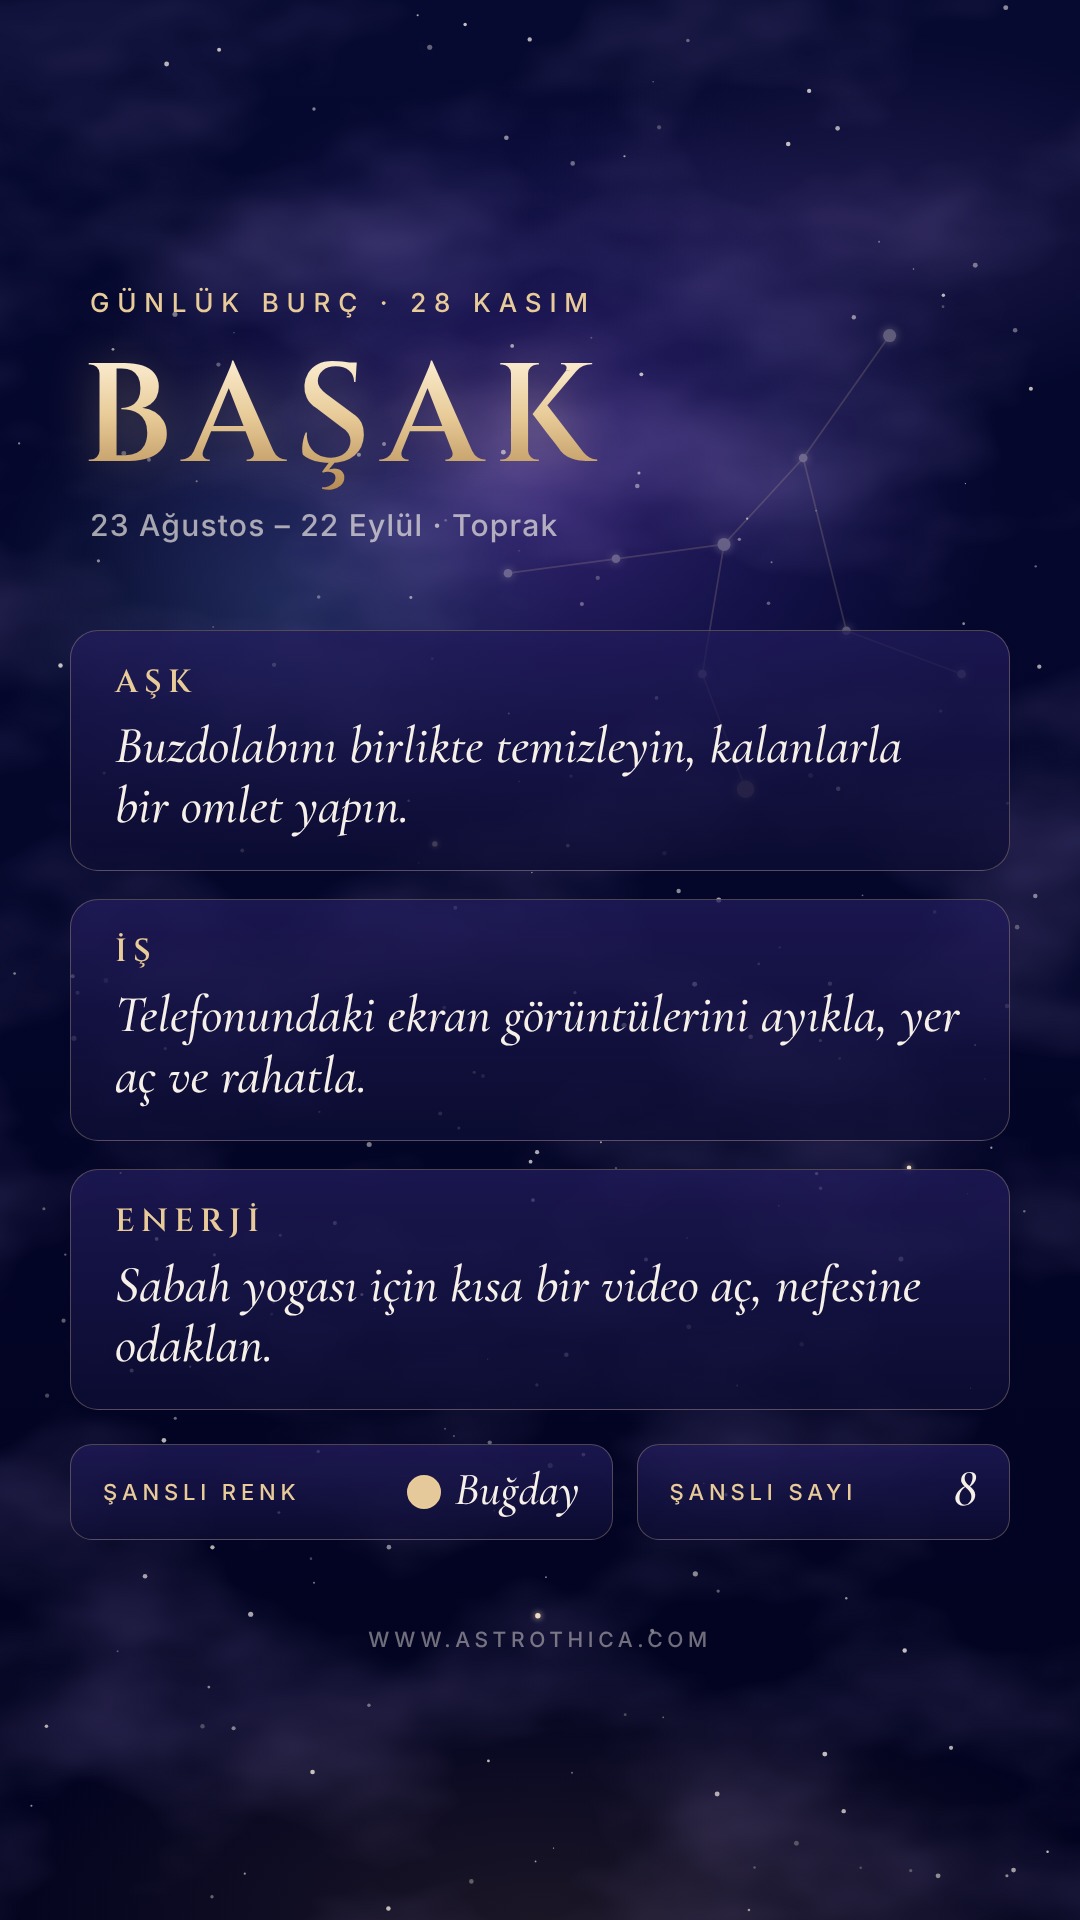 GÜNLÜK BURÇ · 28 KASIM
BAŞAK
23 Ağustos – 22 Eylül · Toprak
AŞK
Buzdolabını birlikte temizleyin, kalanlarla
bir omlet yapın.
İŞ
Telefonundaki ekran görüntülerini ayıkla, yer
aç ve rahatla.
ENERJİ
Sabah yogası için kısa bir video aç, nefesine
odaklan.
ŞANSLI RENK
Buğday
ŞANSLI SAYI
8
WWW.ASTROTHICA.COM